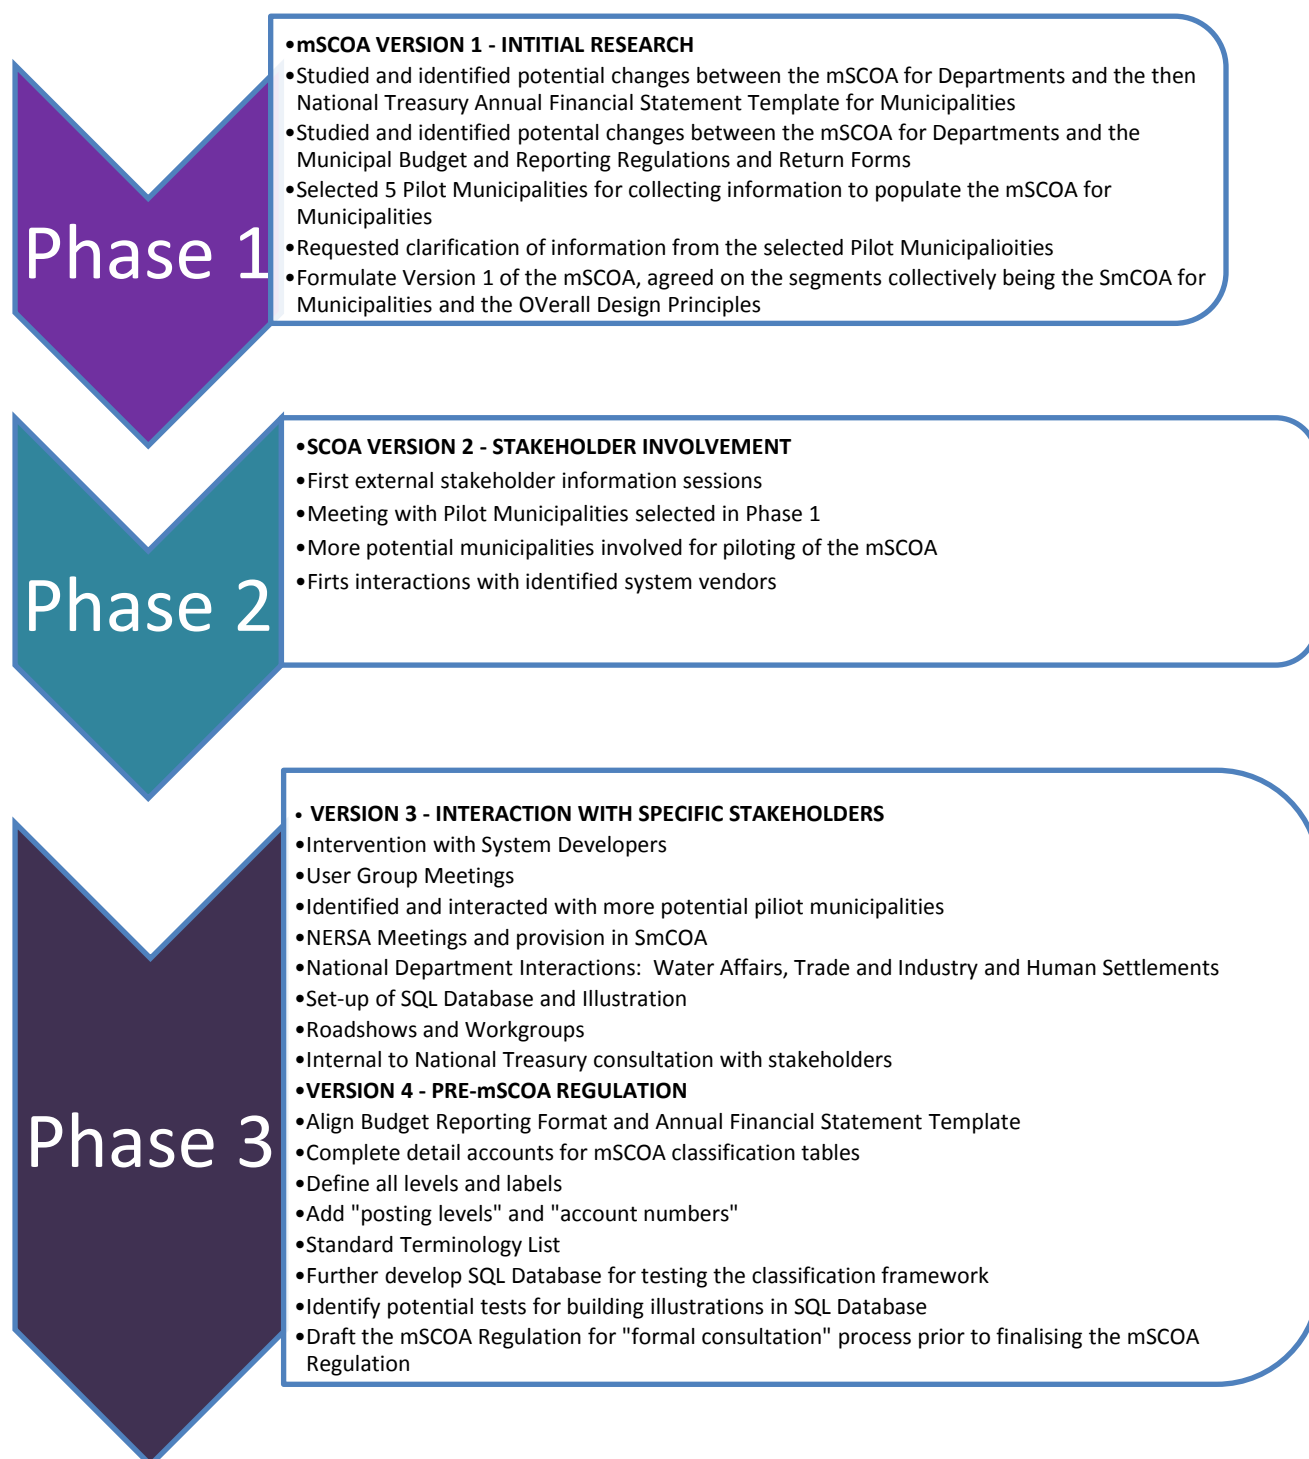 Phase 1
•mSCOA VERSION 1 - INTITIAL RESEARCH
•Studied and identified potential changes between the mSCOA for Departments and the then
National Treasury Annual Financial Statement Template for Municipalities
•Studied and identified potental changes between the mSCOA for Departments and the
Municipal Budget and Reporting Regulations and Return Forms
•Selected 5 Pilot Municipalities for collecting information to populate the mSCOA for
Municipalities
•Requested clarification of information from the selected Pilot Municipalioities
•Formulate Version 1 of the mSCOA, agreed on the segments collectively being the SmCOA for
Municipalities and the OVerall Design Principles
Phase 2
•SCOA VERSION 2 - STAKEHOLDER INVOLVEMENT
•First external stakeholder information sessions
•Meeting with Pilot Municipalities selected in Phase 1
•More potential municipalities involved for piloting of the mSCOA
•Firts interactions with identified system vendors
Phase 3
• VERSION 3 - INTERACTION WITH SPECIFIC STAKEHOLDERS
•Intervention with System Developers
•User Group Meetings
•Identified and interacted with more potential piliot municipalities
•NERSA Meetings and provision in SmCOA
•National Department Interactions:  Water Affairs, Trade and Industry and Human Settlements
•Set-up of SQL Database and Illustration
•Roadshows and Workgroups
•Internal to National Treasury consultation with stakeholders
•VERSION 4 - PRE-mSCOA REGULATION
•Align Budget Reporting Format and Annual Financial Statement Template
•Complete detail accounts for mSCOA classification tables
•Define all levels and labels
•Add "posting levels" and "account numbers"
•Standard Terminology List
•Further develop SQL Database for testing the classification framework
•Identify potential tests for building illustrations in SQL Database
•Draft the mSCOA Regulation for "formal consultation" process prior to finalising the mSCOA
Regulation